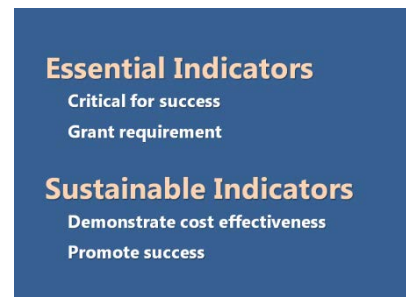 Essential Indicators
Critical for success
Grant requirement
Sustainable Indicators
Demonstrate cost effectiveness
Promote success